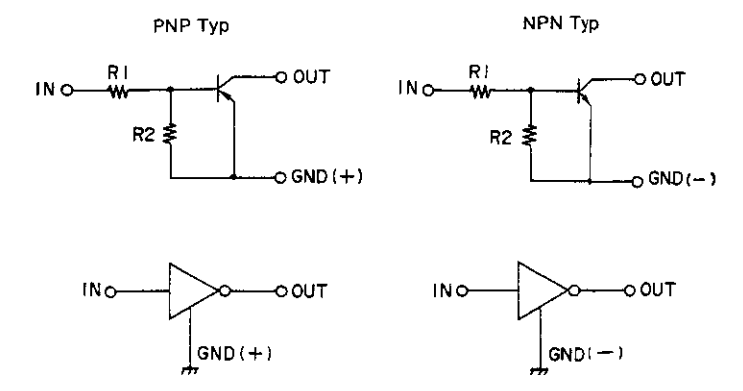 PNP Typ
NPN Typ
R1
IN
OUT
R2
GND(+)
R1
IN
OUT
R2
GND(-)
IN
OUT
GND(+)
IN
OUT
GND(-)